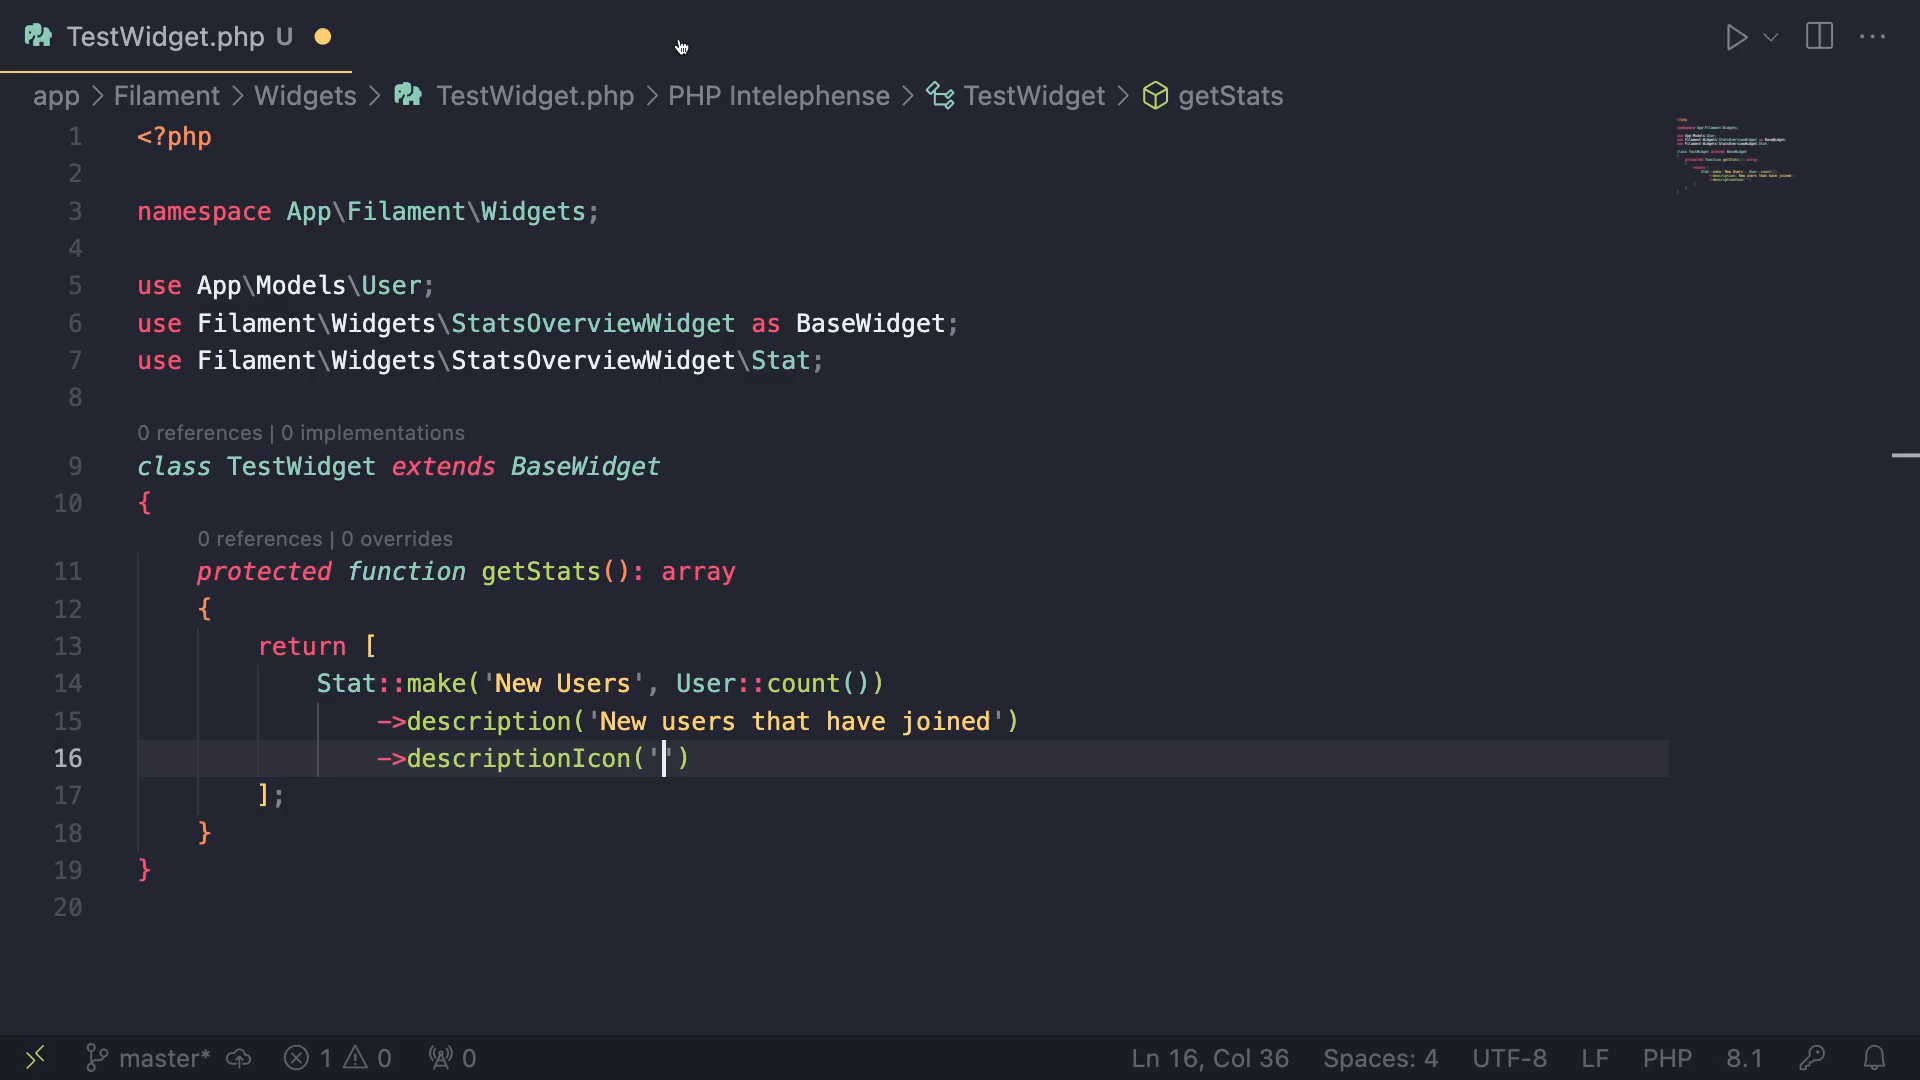 TestWidget.php U
app > Filament > Widgets > TestWidget.php > PHP Intelephense > TestWidget > getStats
1 <?php
2
3 namespace App\Filament\Widgets;
4
5 use App\Models\User;
6 use Filament\Widgets\StatsOverviewWidget as BaseWidget;
7 use Filament\Widgets\StatsOverviewWidget\Stat;
8
0 references | 0 implementations
9 class TestWidget extends BaseWidget
10 {
0 references | 0 overrides
11 protected function getStats(): array
12 {
13 return [
14 Stat::make('New Users', User::count())
15 ->description('New users that have joined')
16 ->descriptionIcon('')
17 ];
18 }
19 }
20
master* 1 0 0 Ln 16, Col 36 Spaces: 4 UTF-8 LF PHP 8.1